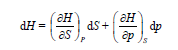 dH = (∂H/∂S)_P dS + (∂H/∂p)_S dp